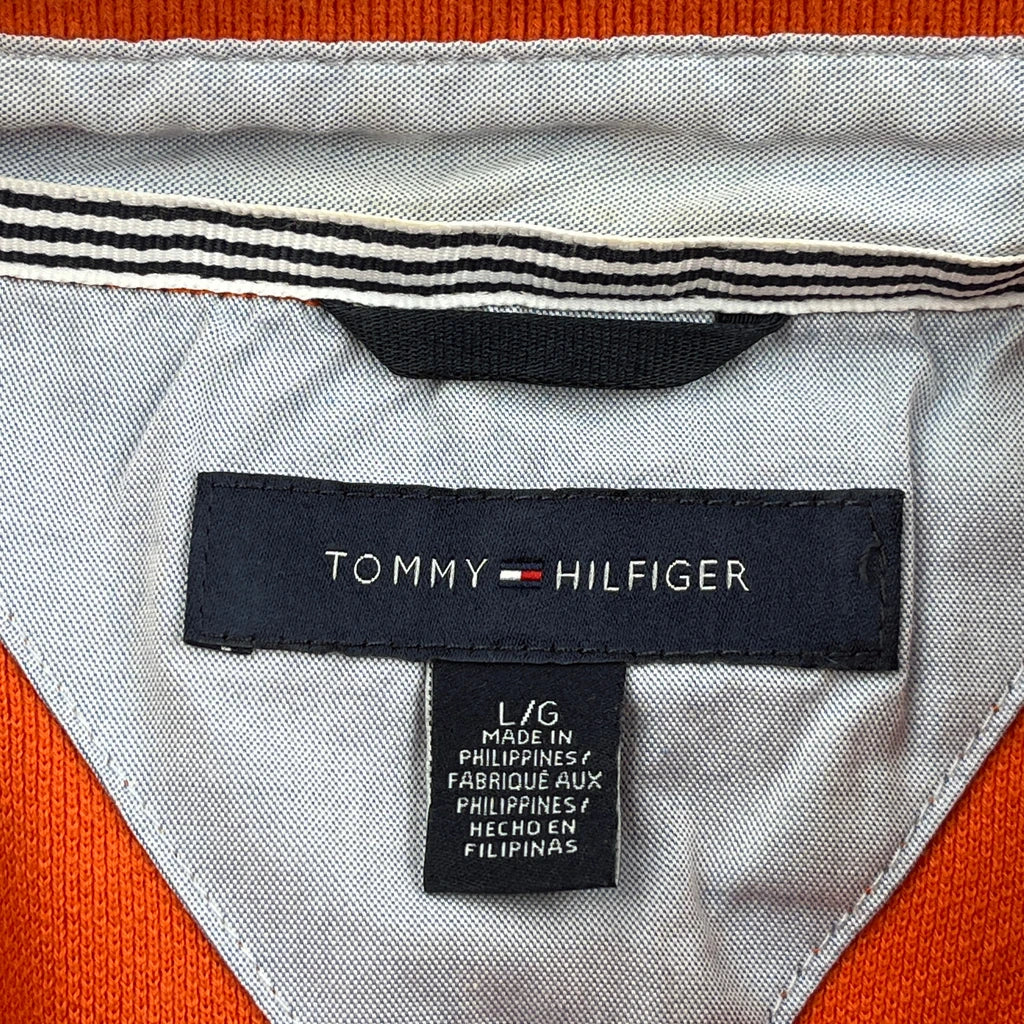 TOMMY HILFIGER
L/G
MADE IN
PHILIPPINES/
FABRIQUÉ AUX
PHILIPPINES/
HECHO EN
FILIPINAS